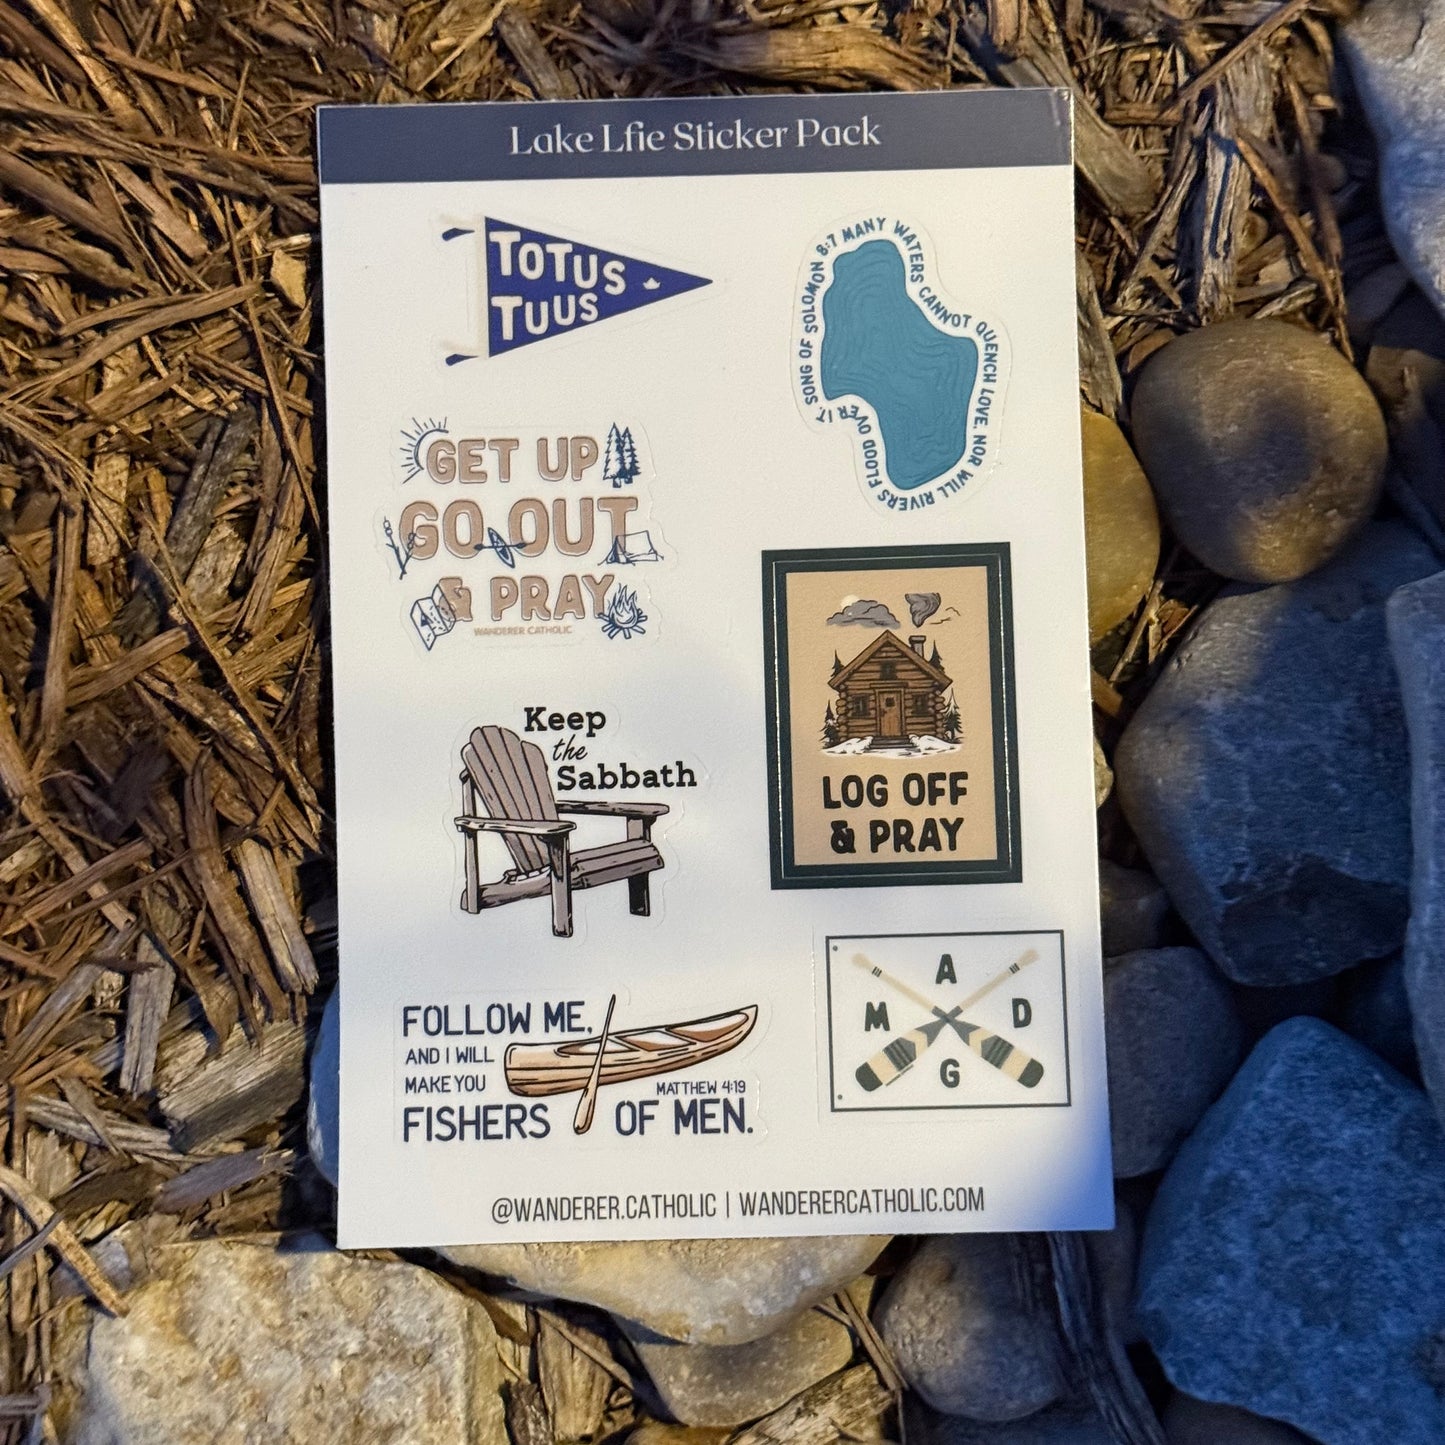 Lake Lfie Sticker Pack
TOTUS
TUUS
SONG OF SOLOMON 8:7 MANY WATERS CANNOT QUENCH LOVE, NOR WILL RIVERS FLOOD OVER IT.
GET UP
GO OUT
& PRAY
WANDERER CATHOLIC
Keep
the
Sabbath
LOG OFF
& PRAY
FOLLOW ME,
AND I WILL
MAKE YOU
FISHERS OF MEN.
MATTHEW 4:19
A
M D
G
@WANDERER.CATHOLIC | WANDERERCATHOLIC.COM